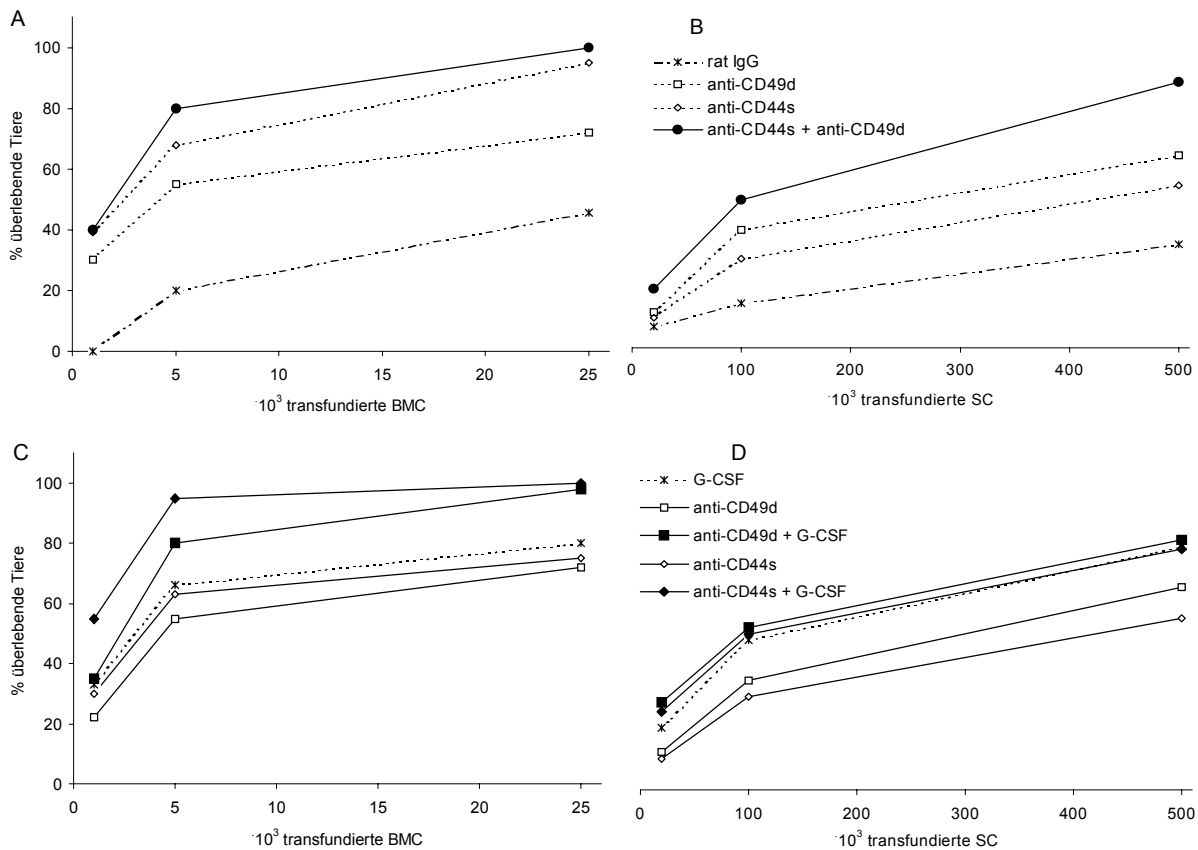 A
% überlebende Tiere
100
80
60
40
20
0
0 5 10 15 20 25
·10³ transfundierte BMC
B
rat IgG
anti-CD49d
anti-CD44s
anti-CD44s + anti-CD49d
0 100 200 300 400 500
·10³ transfundierte SC
C
% überlebende Tiere
100
80
60
40
20
0
0 5 10 15 20 25
·10³ transfundierte BMC
D
G-CSF
anti-CD49d
anti-CD49d + G-CSF
anti-CD44s
anti-CD44s + G-CSF
0 100 200 300 400 500
·10³ transfundierte SC